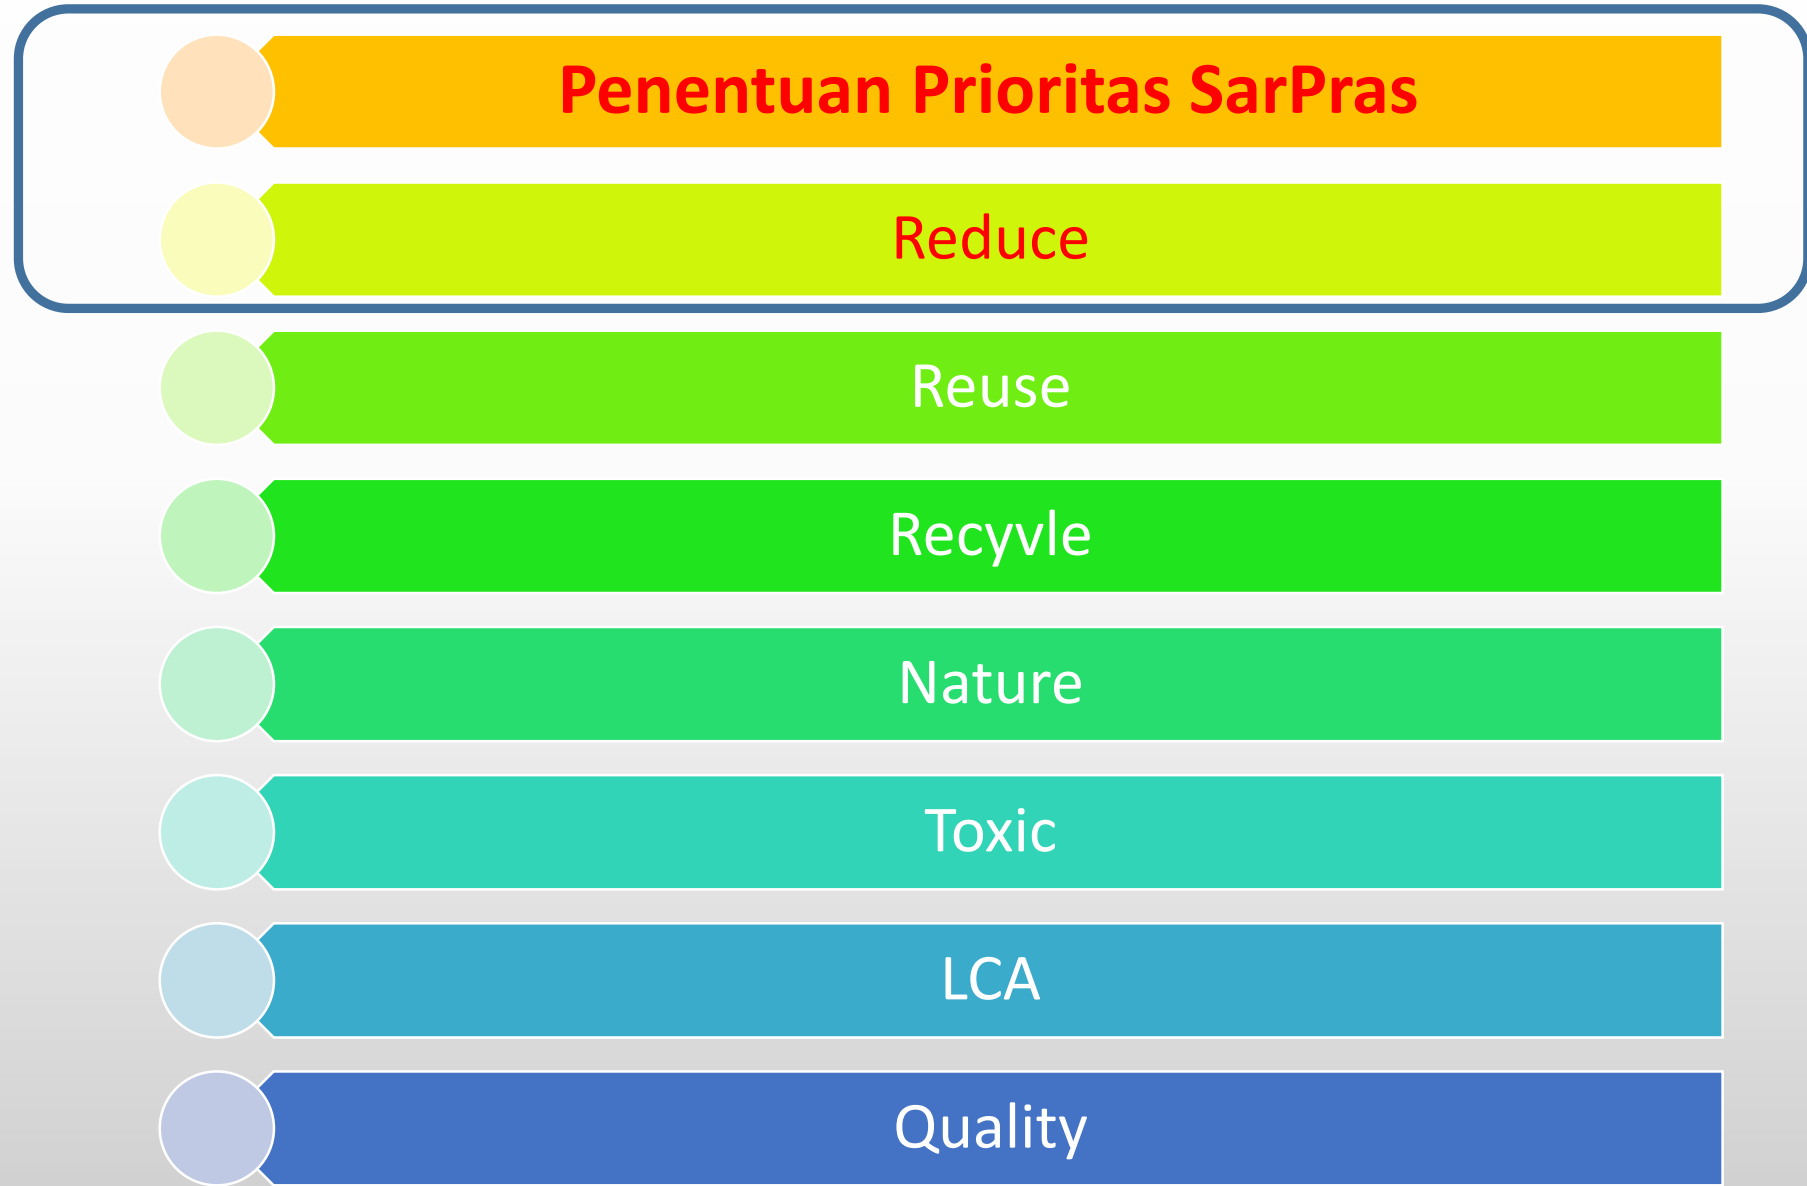 Penentuan Prioritas SarPras
Reduce
Reuse
Recyvle
Nature
Toxic
LCA
Quality